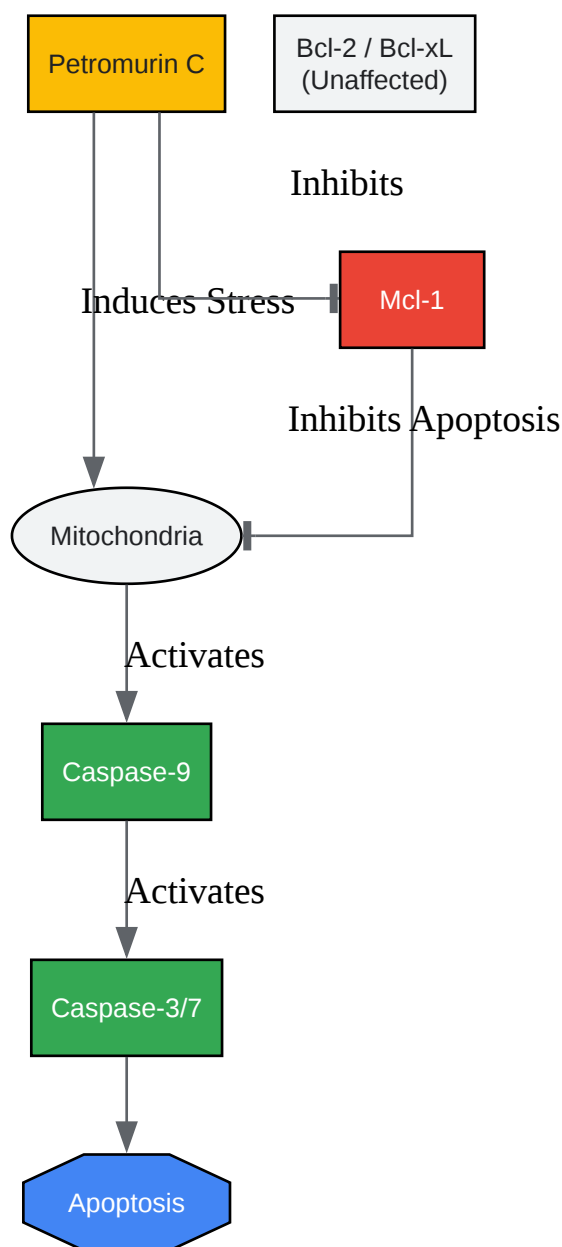 Petromurin C
Bcl-2 / Bcl-xL
(Unaffected)
Inhibits
Induces Stress
Mcl-1
Inhibits Apoptosis
Mitochondria
Activates
Caspase-9
Activates
Caspase-3/7
Apoptosis